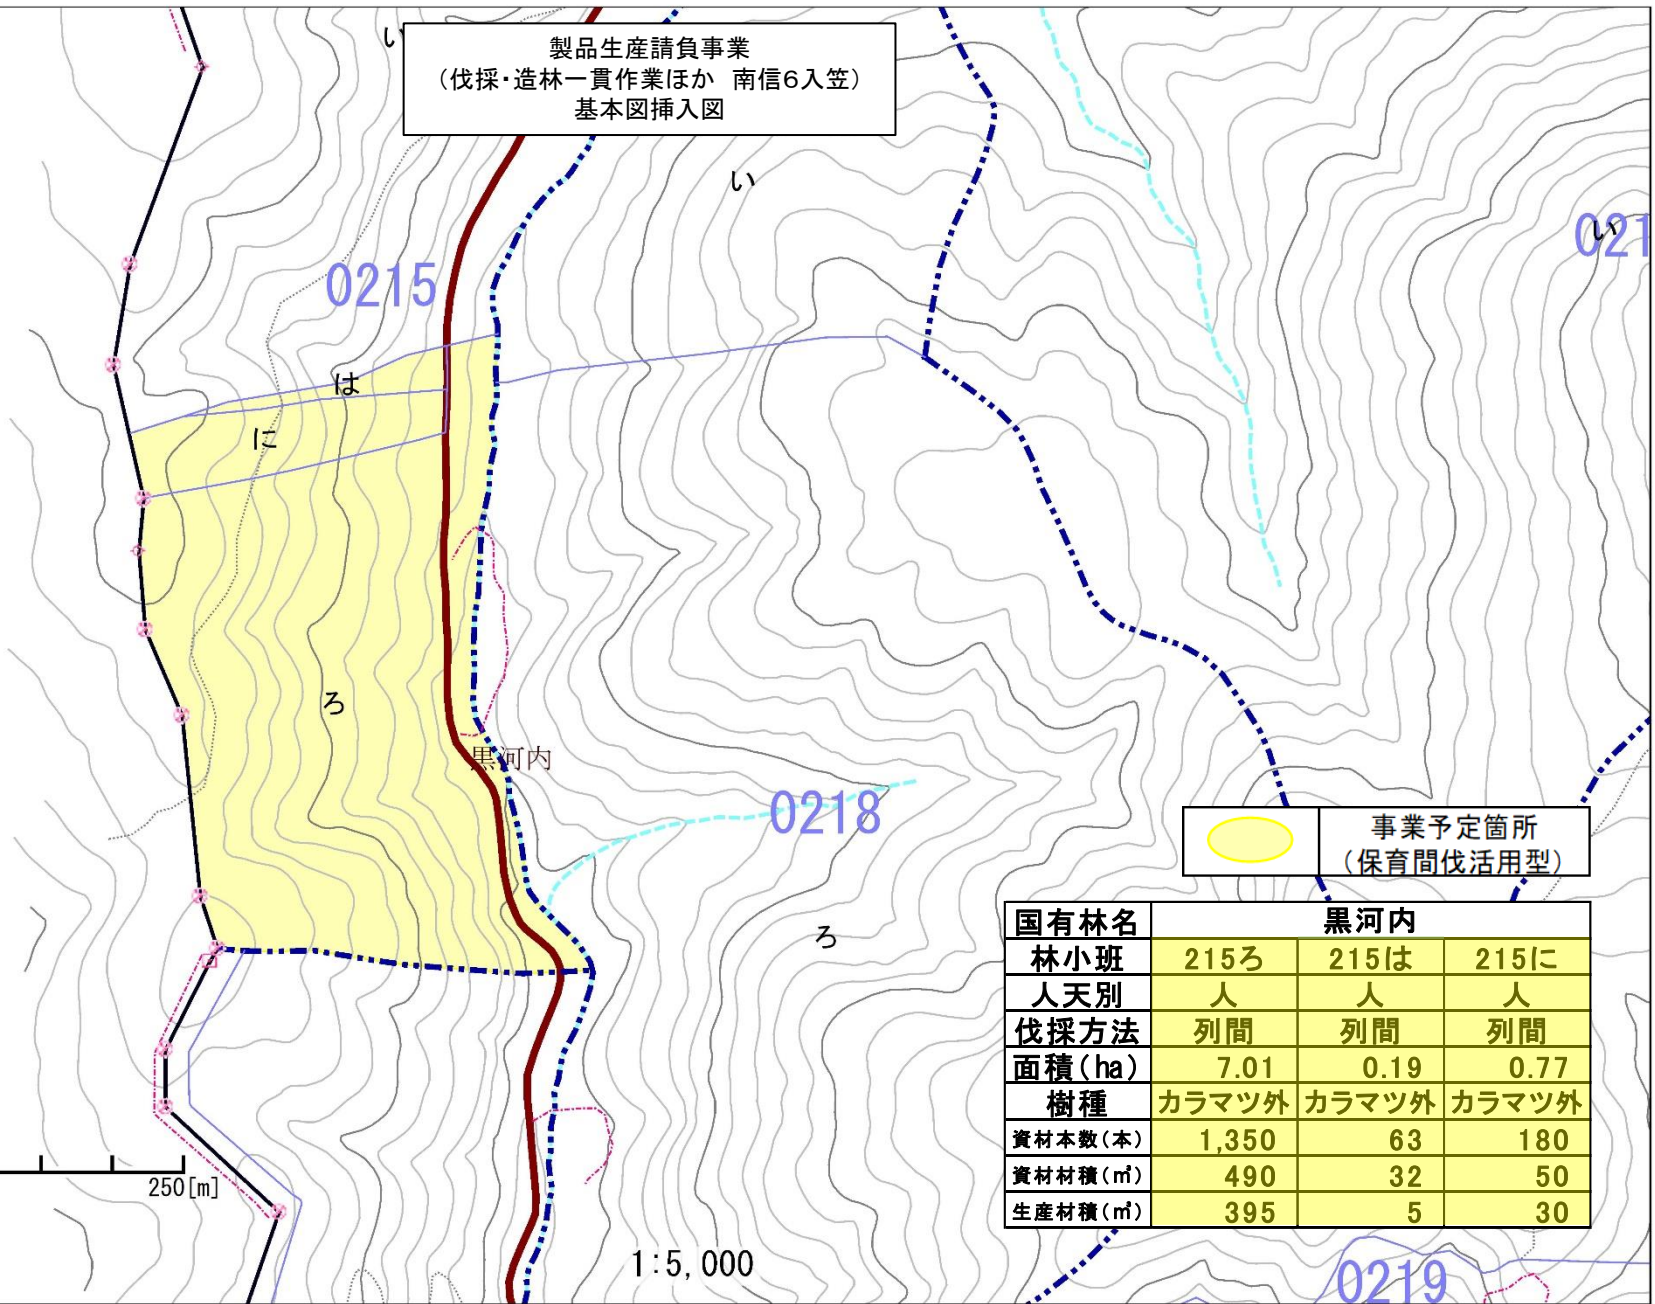 い
製品生産請負事業
（伐採・造林一貫作業ほか　南信６入笠）
基本図挿入図
い
021
い
0215
は
に
ろ
黒河内
0218
ろ
事業予定箇所
（保育間伐活用型）
国有林名 黒河内
林小班 215ろ 215は 215に
人天別 人 人 人
伐採方法 列間 列間 列間
面積（ha） 7.01 0.19 0.77
樹種 カラマツ外 カラマツ外 カラマツ外
資材本数（本） 1,350 63 180
資材材積（㎥） 490 32 50
生産材積（㎥） 395 5 30
250[m]
1:5,000
0219